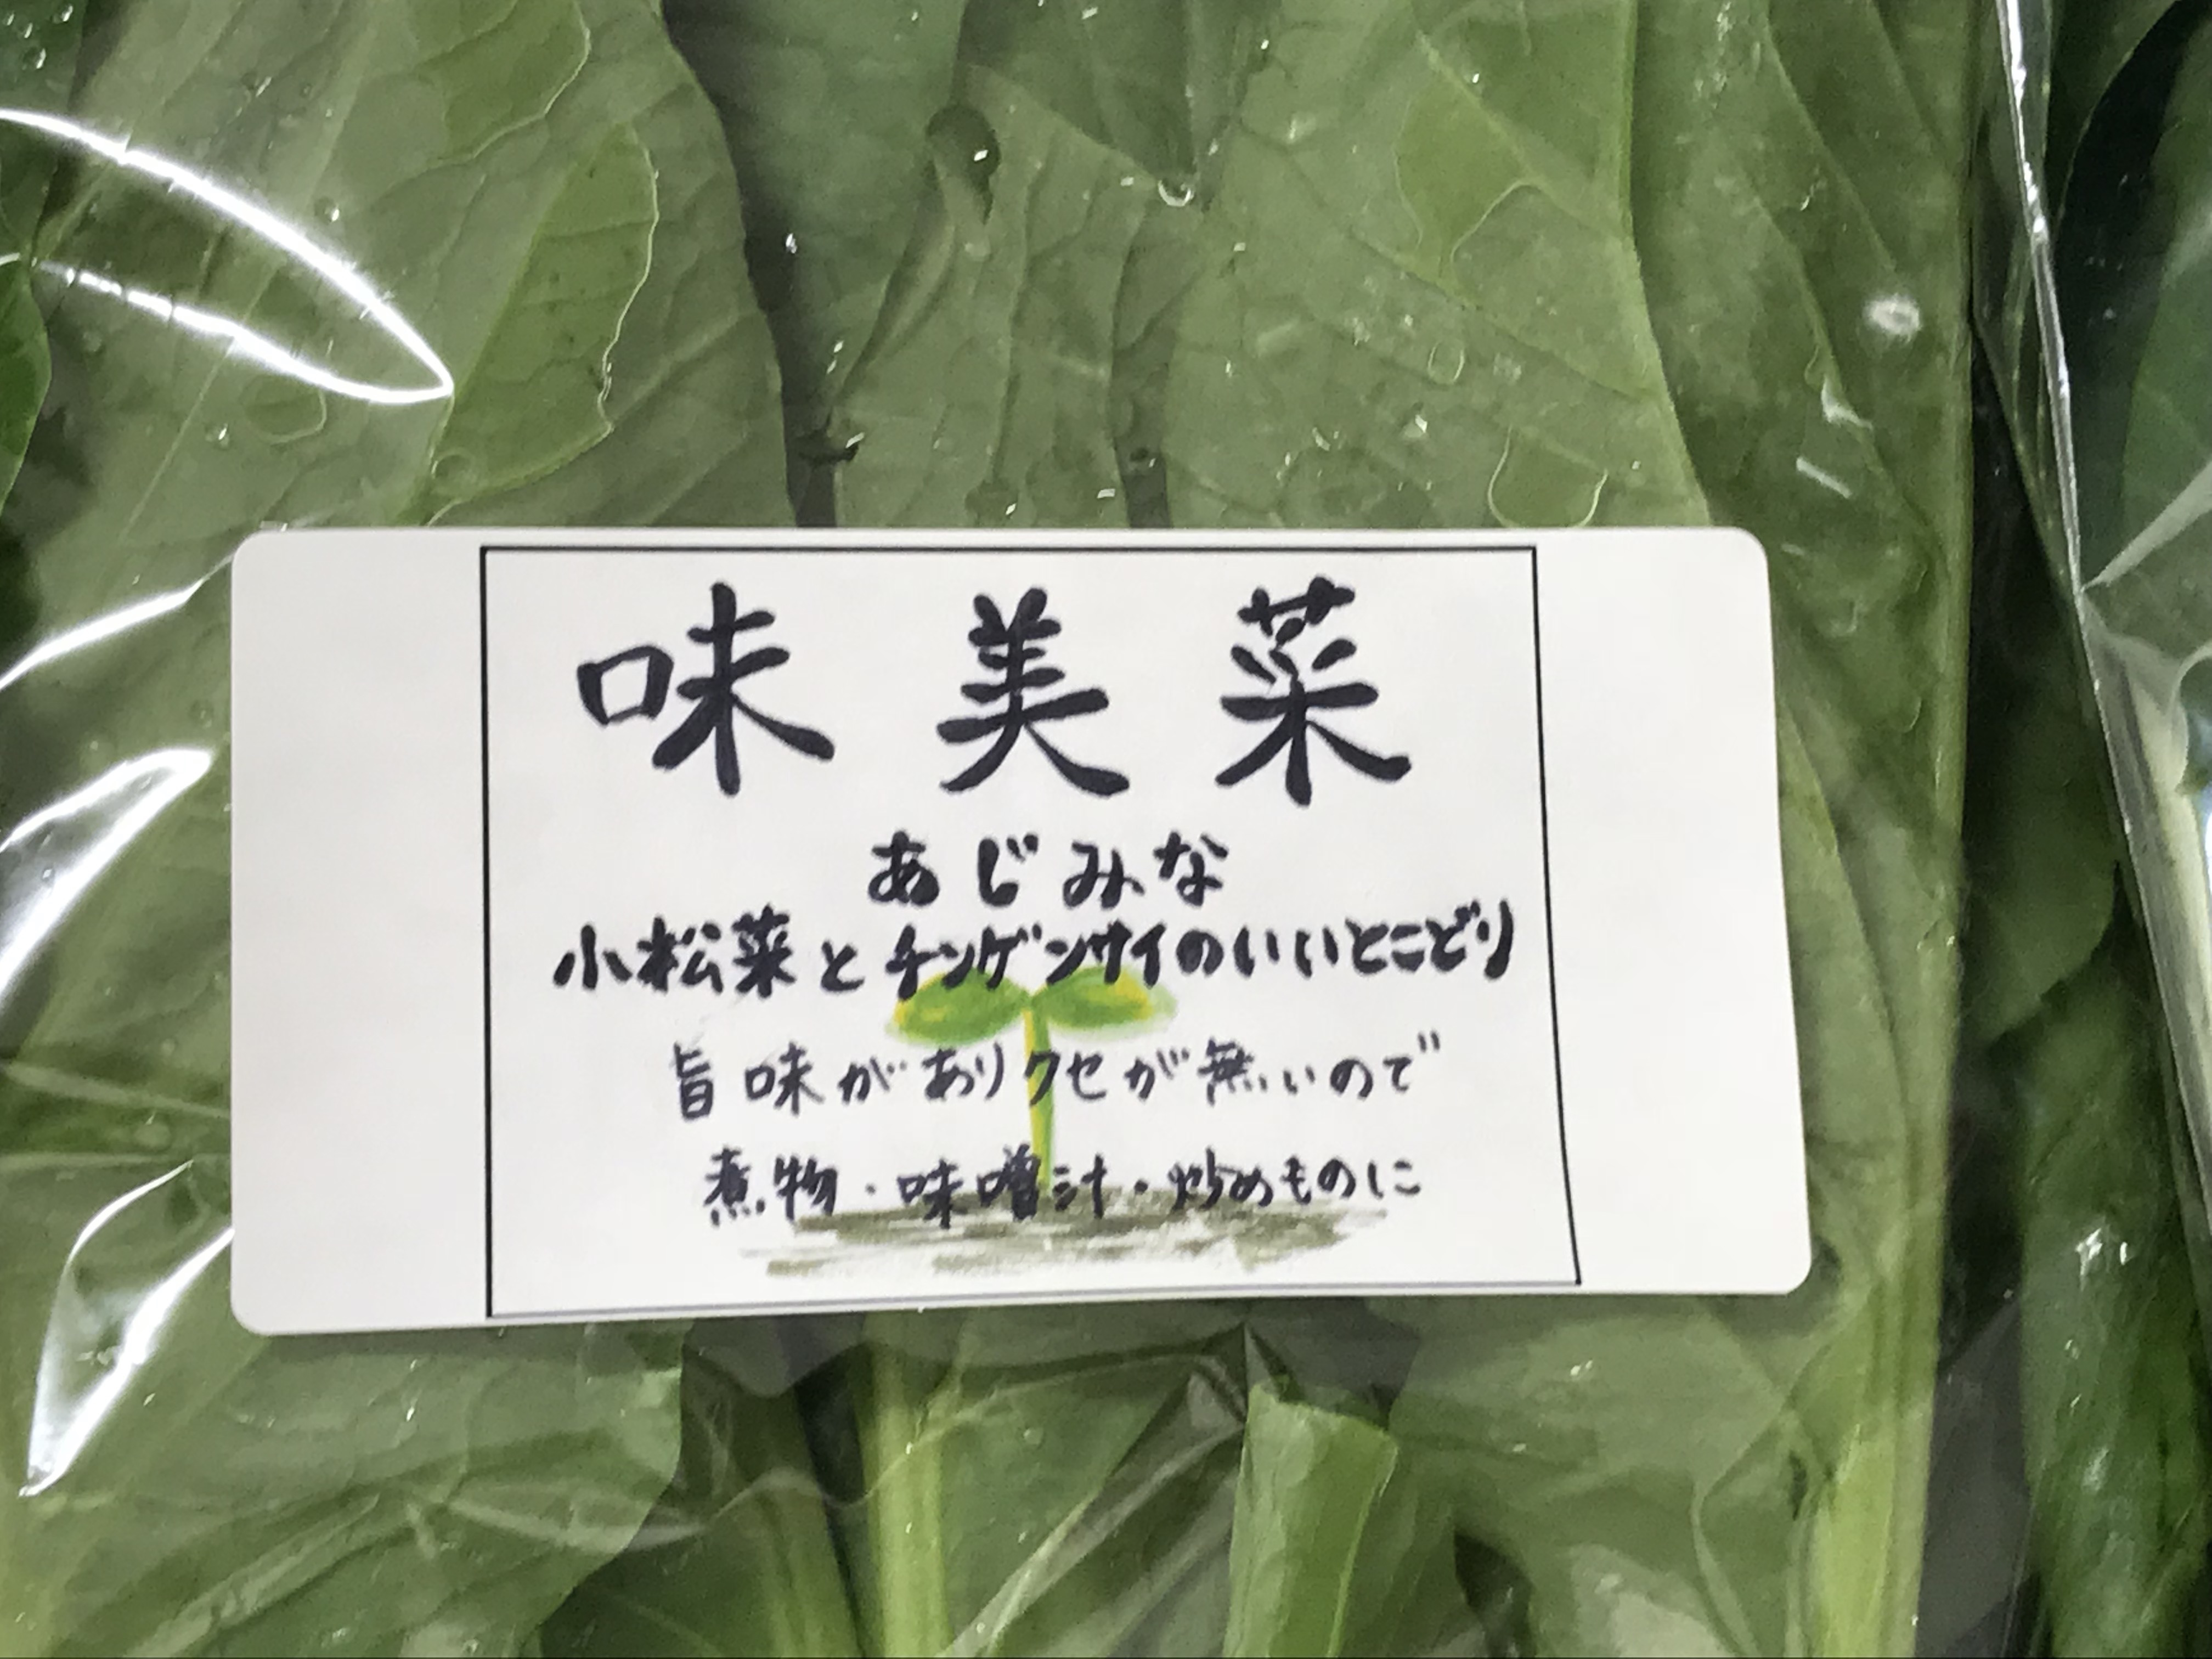 味美菜
あじみな
小松菜とチンゲンサイのいいとこどり
旨味がありクセが無いので
煮物・味噌汁・炒めものに